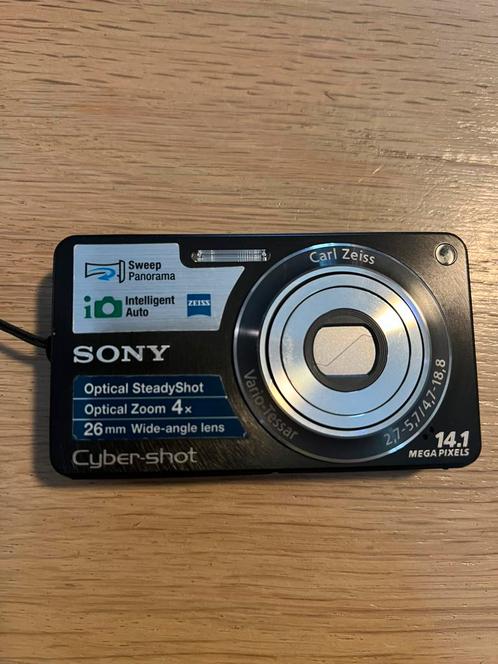 Sweep
Panorama
iO Intelligent
Auto
ZEISS
SONY
Optical SteadyShot
Optical Zoom 4x
26 mm Wide-angle lens
Cyber-shot
Carl Zeiss
Vario-Tessar
2,7-5,7/4,7-18,8
14.1
MEGA PIXELS